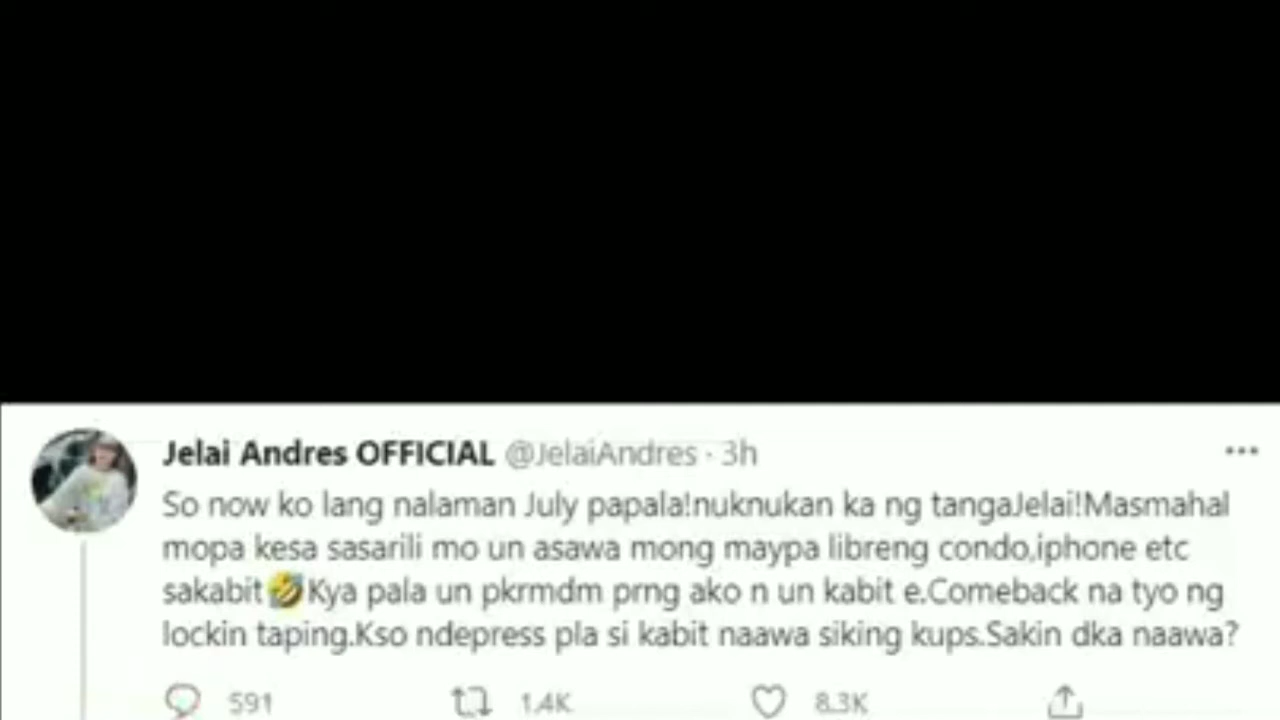 Jelai Andres OFFICIAL @JelaiAndres · 3h
So now ko lang nalaman July papala!nuknukan ka ng tangaJelai!Masmahal
mopa kesa sasarili mo un asawa mong maypa libreng condo,iphone etc
sakabit🤣Kya pala un pkrmdm prng ako n un kabit e.Comeback na tyo ng
lockin taping.Kso ndepress pla si kabit naawa siking kups.Sakin dka naawa?
591 1.4K 8.3K